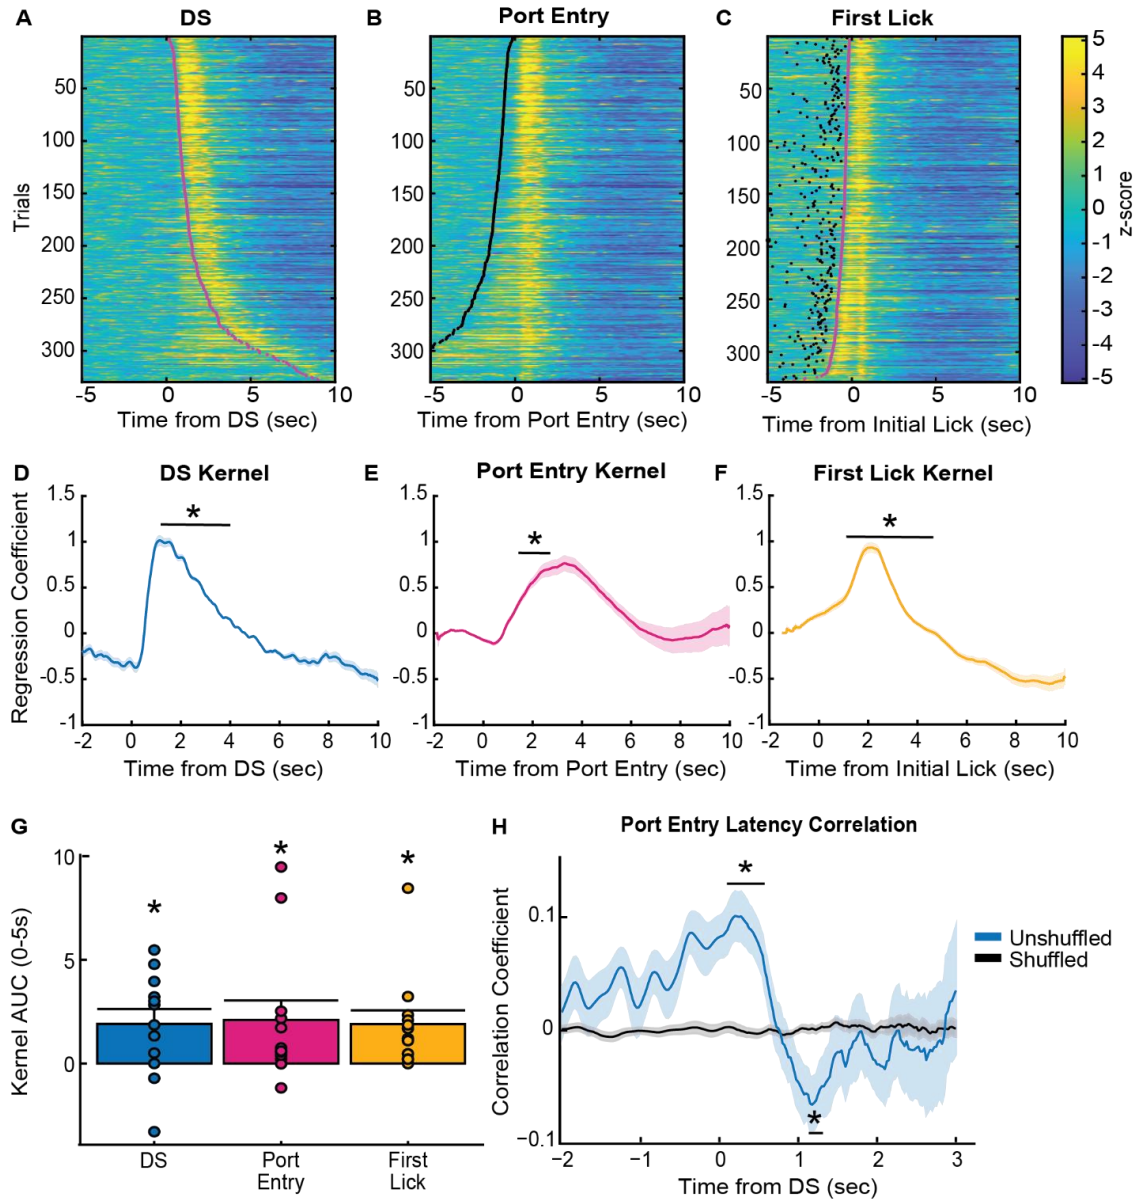 A DS
B Port Entry
C First Lick
Trials
50
100
150
200
250
300
-5 0 5 10
Time from DS (sec)
50
100
150
200
250
300
-5 0 5 10
Time from Port Entry (sec)
50
100
150
200
250
300
-5 0 5 10
Time from Initial Lick (sec)
5
4
3
2
1
0
-1
-2
-3
-4
-5
z-score
D DS Kernel
Regression Coefficient
1.5
1
0.5
0
-0.5
-1
*
-2 0 2 4 6 8 10
Time from DS (sec)
E Port Entry Kernel
1.5
1
0.5
0
-0.5
-1
*
-2 0 2 4 6 8 10
Time from Port Entry (sec)
F First Lick Kernel
1.5
1
0.5
0
-0.5
-1
*
-2 0 2 4 6 8 10
Time from Initial Lick (sec)
G
Kernel AUC (0-5s)
10
5
0
* * *
DS
Port
Entry
First
Lick
H Port Entry Latency Correlation
Correlation Coefficient
0.1
0
−0.1
*
*
−2 −1 0 1 2 3
Time from DS (sec)
Unshuffled
Shuffled